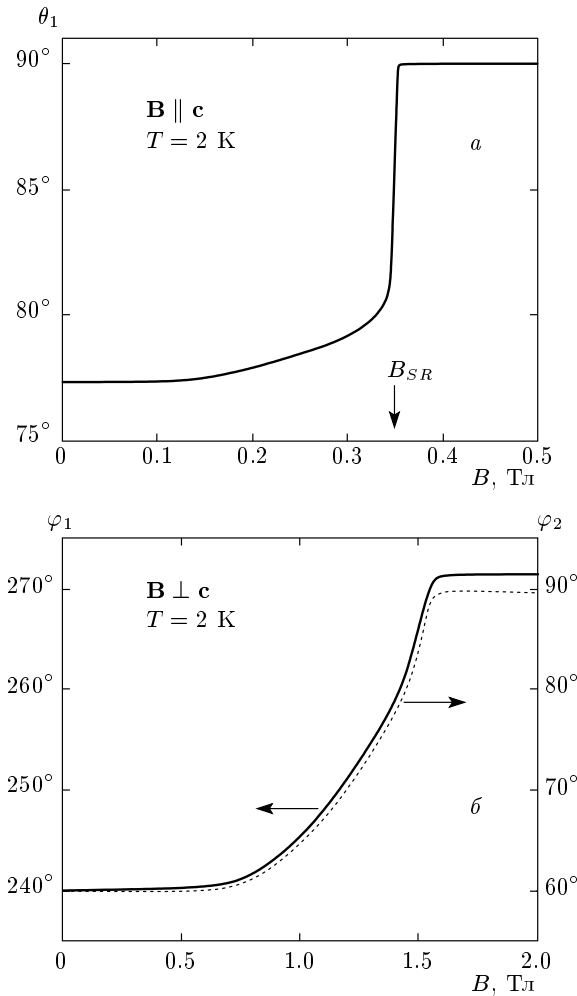 θ₁
90°
B ∥ c
T = 2 K
a
85°
80°
B_SR
75°
0 0.1 0.2 0.3 0.4 0.5
B, Тл
φ₁ φ₂
270° 90°
B ⊥ c
T = 2 K
260° 80°
250° 70°
б
240° 60°
0 0.5 1.0 1.5 2.0
B, Тл